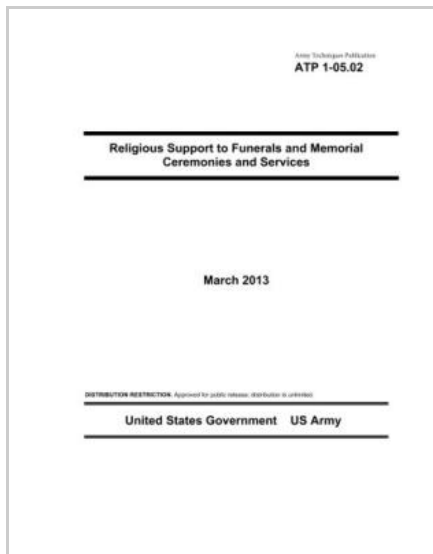 Army Techniques Publication
ATP 1-05.02
Religious Support to Funerals and Memorial
Ceremonies and Services
March 2013
DISTRIBUTION RESTRICTION. Approved for public release; distribution is unlimited.
United States Government US Army